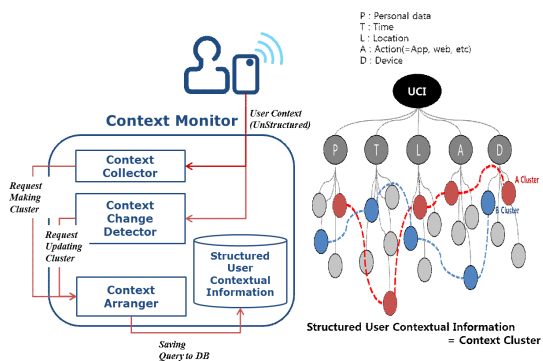 Context Monitor
User Context
(UnStructured)
Context
Collector
Request
Making
Cluster
Context
Change
Detector
Request
Updating
Cluster
Structured
User
Contextual
Information
Context
Arranger
Saving
Query to DB
P : Personal data
T : Time
L : Location
A : Action(=App, web, etc)
D : Device
UCI
P T L A D
A Cluster
B Cluster
Structured User Contextual Information
= Context Cluster